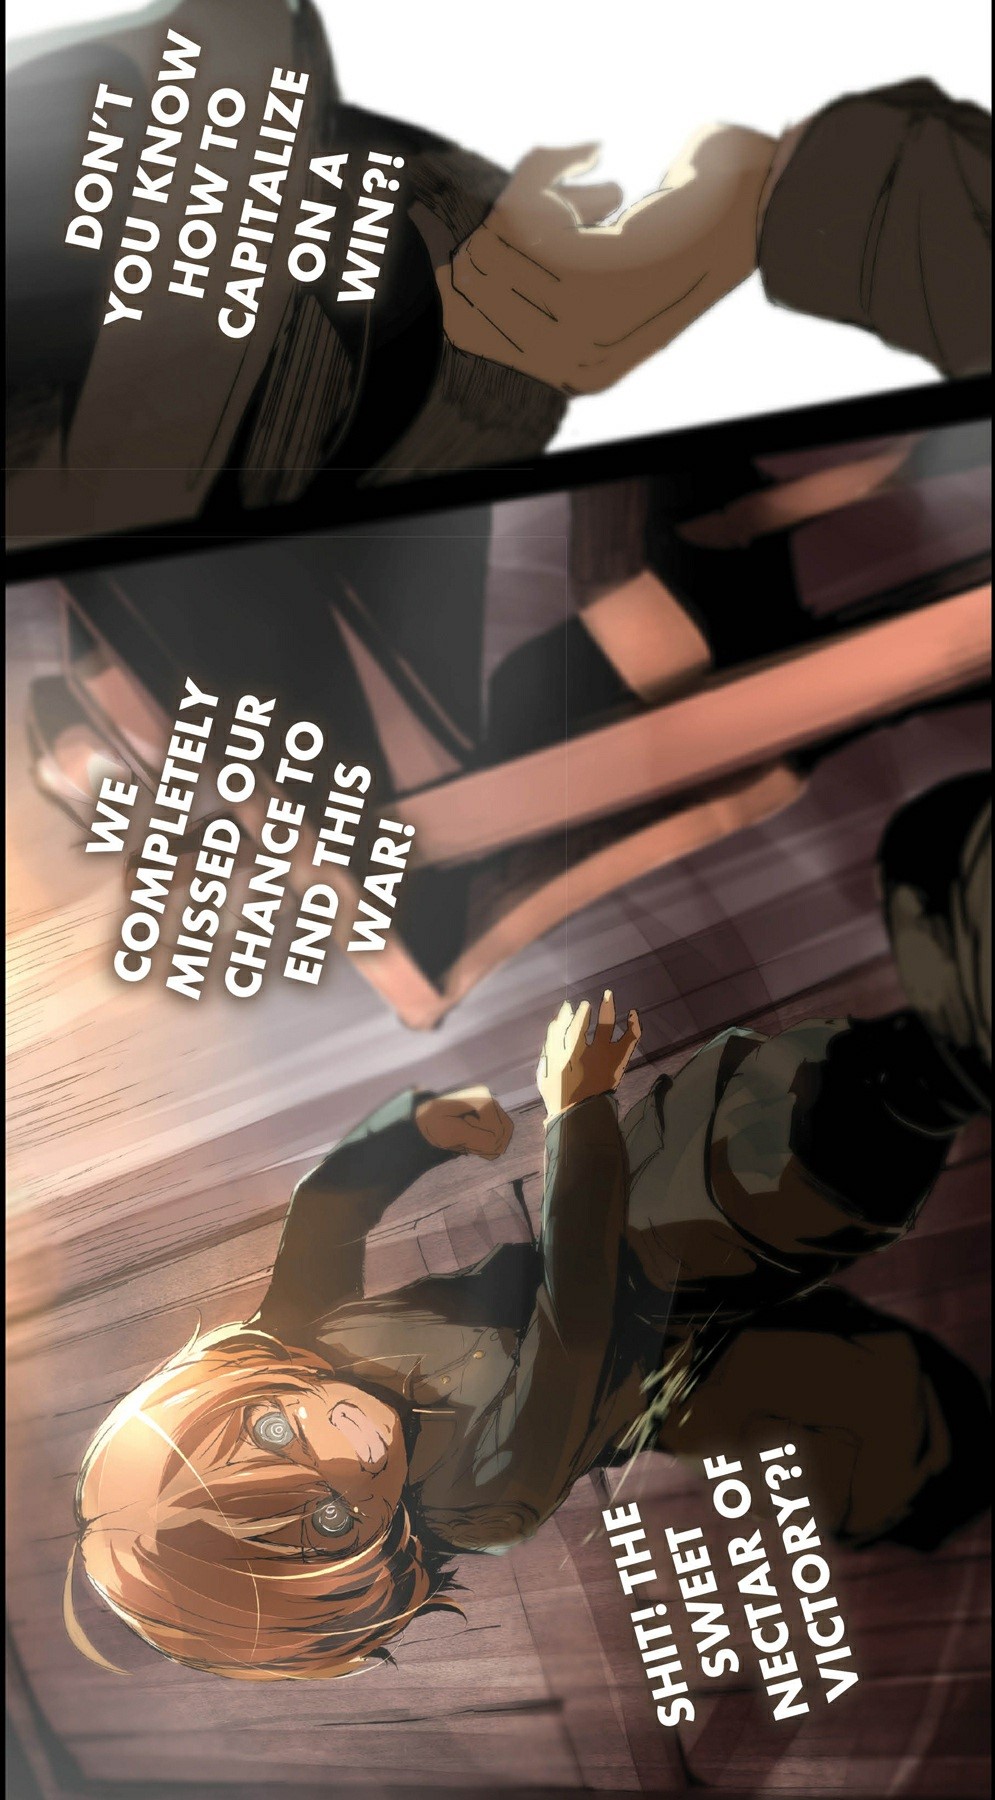 DON'T
YOU KNOW
HOW TO
CAPITALIZE
ON A
WIN?!
WE
COMPLETELY
MISSED OUR
CHANCE TO
END THIS
WAR!
SHIT! THE
SWEET
NECTAR OF
VICTORY?!